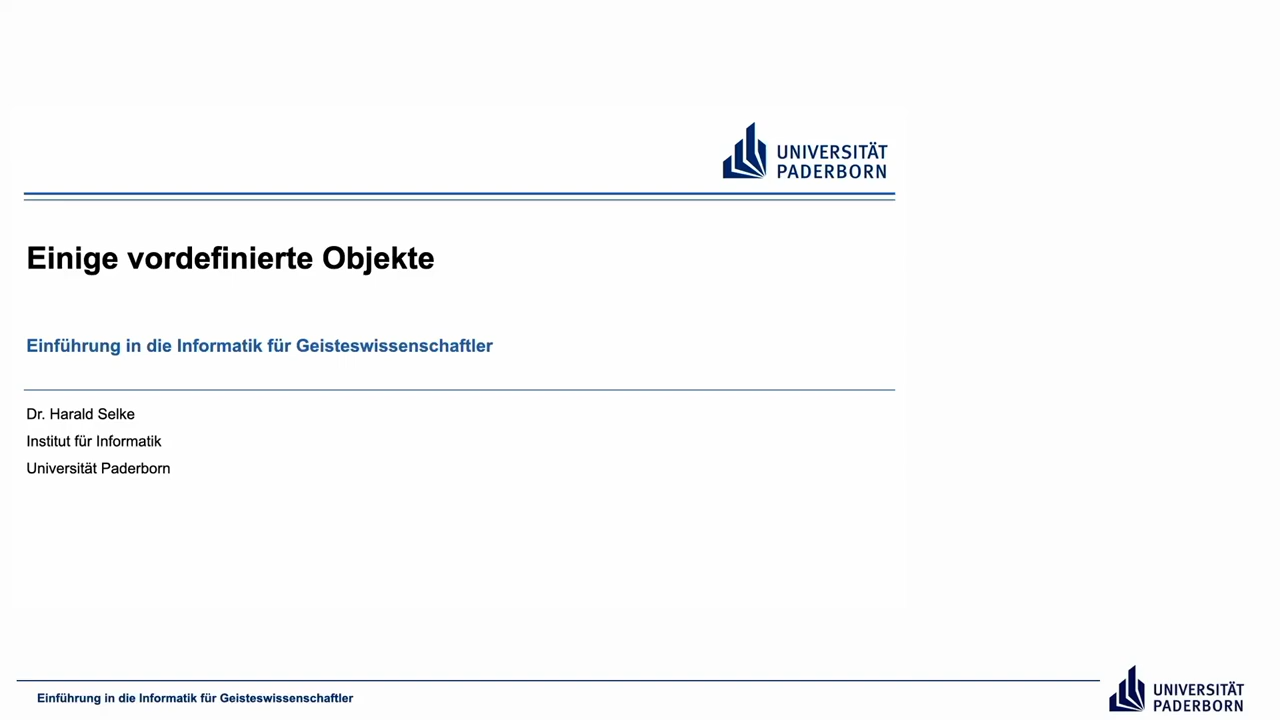 UNIVERSITÄT
PADERBORN
Einige vordefinierte Objekte
Einführung in die Informatik für Geisteswissenschaftler
Dr. Harald Selke
Institut für Informatik
Universität Paderborn
Einführung in die Informatik für Geisteswissenschaftler
UNIVERSITÄT
PADERBORN